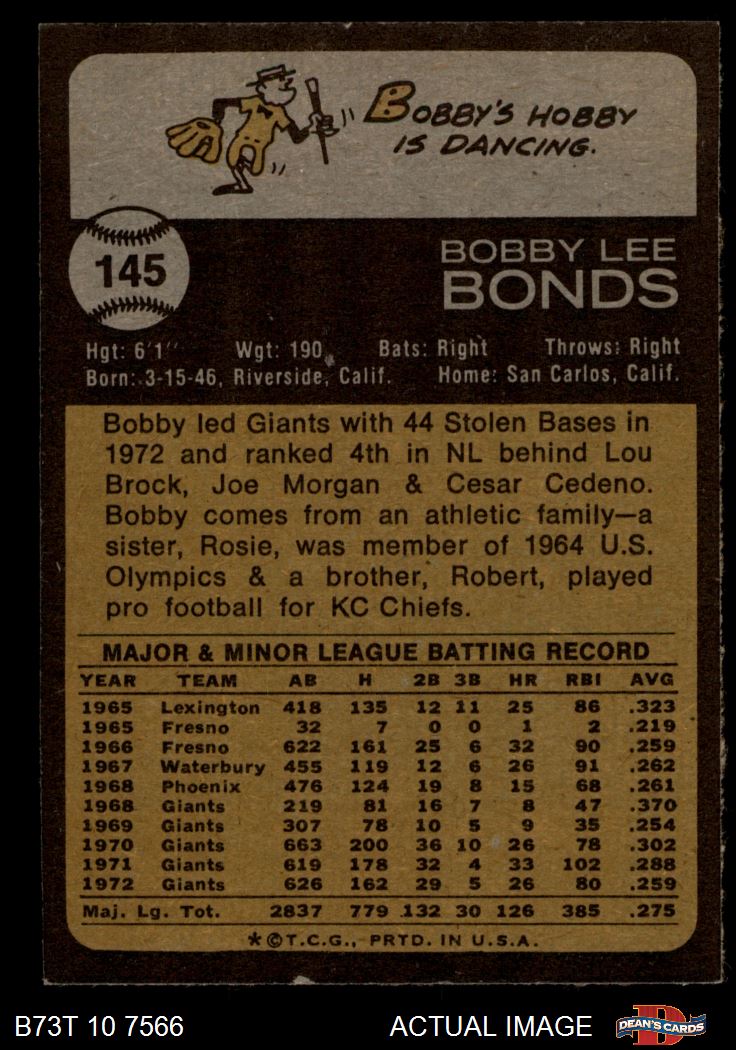 BOBBY'S HOBBY
IS DANCING.
145
BOBBY LEE
BONDS
Hgt: 6'1" Wgt: 190 Bats: Right Throws: Right
Born: 3-15-46, Riverside, Calif. Home: San Carlos, Calif.
Bobby led Giants with 44 Stolen Bases in
1972 and ranked 4th in NL behind Lou
Brock, Joe Morgan & Cesar Cedeno.
Bobby comes from an athletic family—a
sister, Rosie, was member of 1964 U.S.
Olympics & a brother, Robert, played
pro football for KC Chiefs.
MAJOR & MINOR LEAGUE BATTING RECORD
YEAR TEAM AB H 2B 3B HR RBI AVG
1965 Lexington 418 135 12 11 25 86 .323
1965 Fresno 32 7 0 0 1 2 .219
1966 Fresno 622 161 25 6 32 90 .259
1967 Waterbury 455 119 12 6 26 91 .262
1968 Phoenix 476 124 19 8 15 68 .261
1968 Giants 219 81 16 7 8 47 .370
1969 Giants 307 78 10 5 9 35 .254
1970 Giants 663 200 36 10 26 78 .302
1971 Giants 619 178 32 4 33 102 .288
1972 Giants 626 162 29 5 26 80 .259
Maj. Lg. Tot. 2837 779 132 30 126 385 .275
*©T.C.G., PRTD. IN U.S.A.
B73T 10 7566 ACTUAL IMAGE DEAN'S CARDS